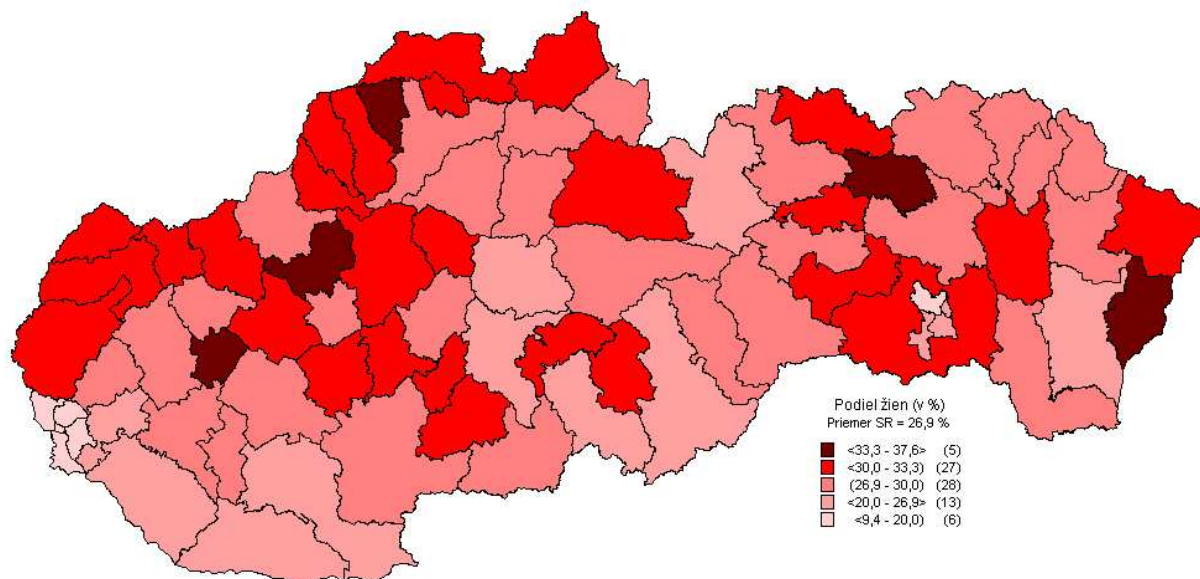 Podiel žien (v %)
Priemer SR = 26,9 %
<33,3 - 37,6> (5)
<30,0 - 33,3) (27)
(26,9 - 30,0) (28)
<20,0 - 26,9> (13)
<9,4 - 20,0) (6)